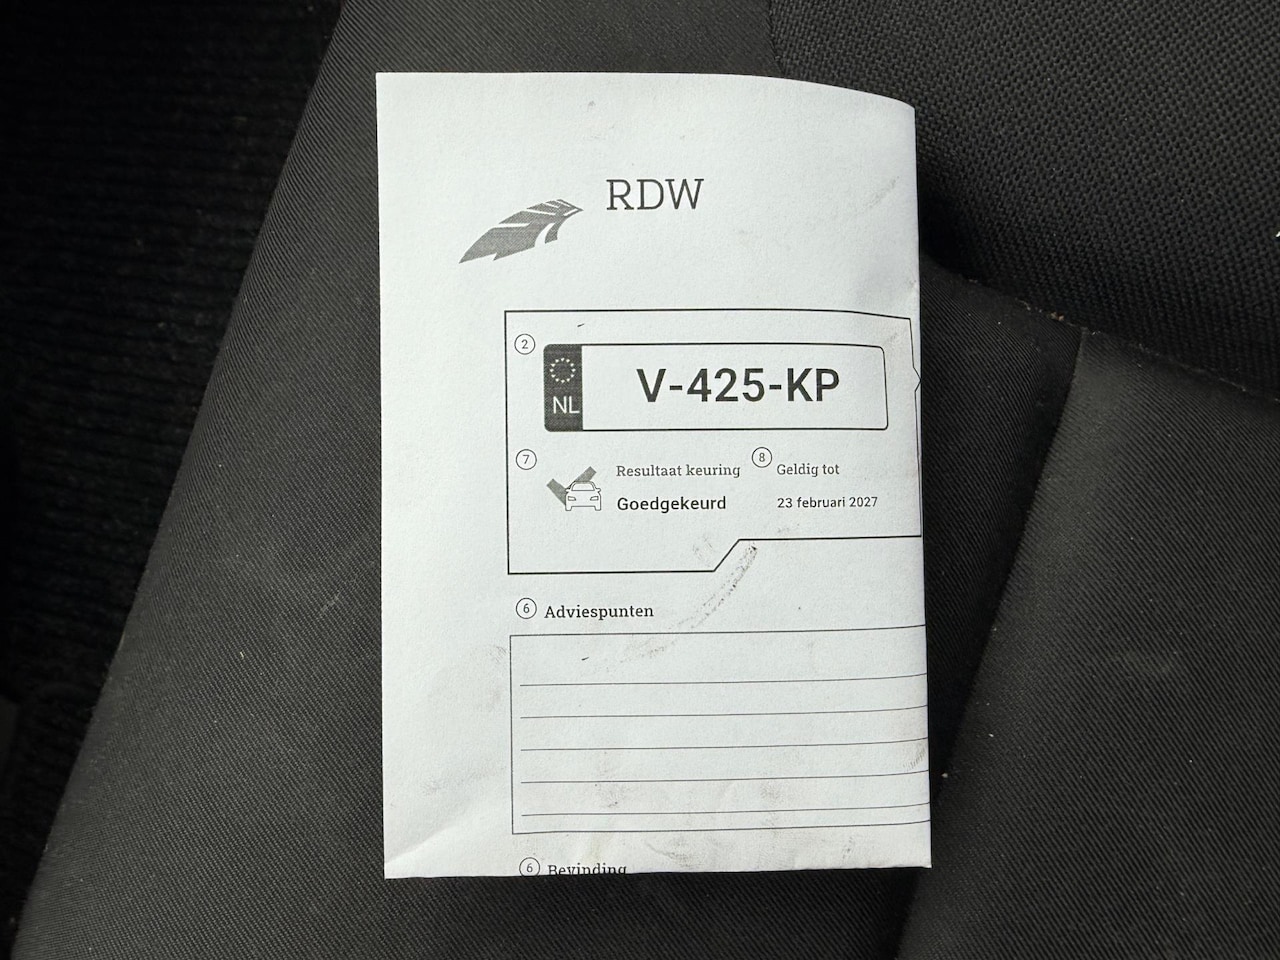 RDW
2
NL
V-425-KP
7
Resultaat keuring
8
Geldig tot
Goedgekeurd
23 februari 2027
6 Adviespunten
6 Bevinding